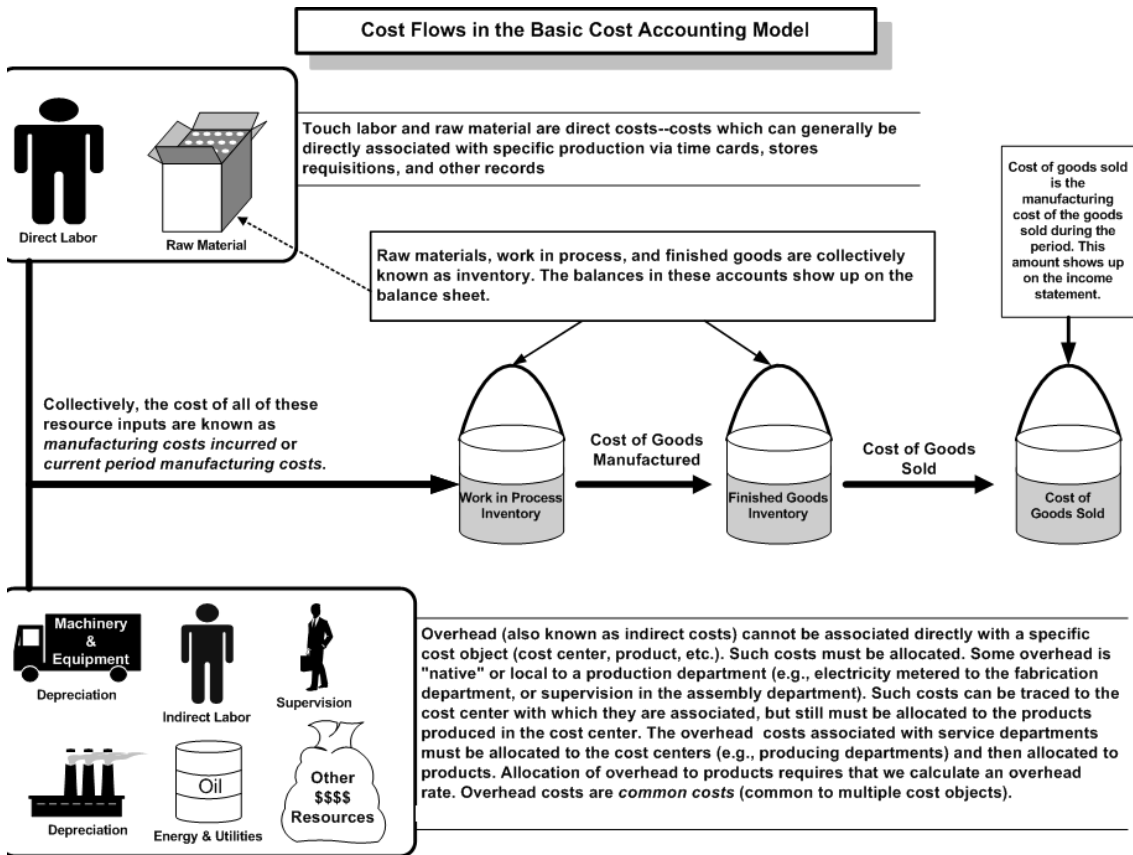 Cost Flows in the Basic Cost Accounting Model
Direct Labor
Raw Material
Touch labor and raw material are direct costs--costs which can generally be
directly associated with specific production via time cards, stores
requisitions, and other records
Cost of goods sold
is the
manufacturing
cost of the goods
sold during the
period. This
amount shows up
on the income
statement.
Raw materials, work in process, and finished goods are collectively
known as inventory. The balances in these accounts show up on the
balance sheet.
Collectively, the cost of all of these
resource inputs are known as
manufacturing costs incurred or
current period manufacturing costs.
Work in Process
Inventory
Cost of Goods
Manufactured
Finished Goods
Inventory
Cost of Goods
Sold
Cost of
Goods Sold
Machinery
&
Equipment
Depreciation
Indirect Labor
Supervision
Depreciation
Oil
Energy & Utilities
Other
$$$$
Resources
Overhead (also known as indirect costs) cannot be associated directly with a specific
cost object (cost center, product, etc.). Such costs must be allocated. Some overhead is
"native" or local to a production department (e.g., electricity metered to the fabrication
department, or supervision in the assembly department). Such costs can be traced to the
cost center with which they are associated, but still must be allocated to the products
produced in the cost center. The overhead costs associated with service departments
must be allocated to the cost centers (e.g., producing departments) and then allocated to
products. Allocation of overhead to products requires that we calculate an overhead
rate. Overhead costs are common costs (common to multiple cost objects).